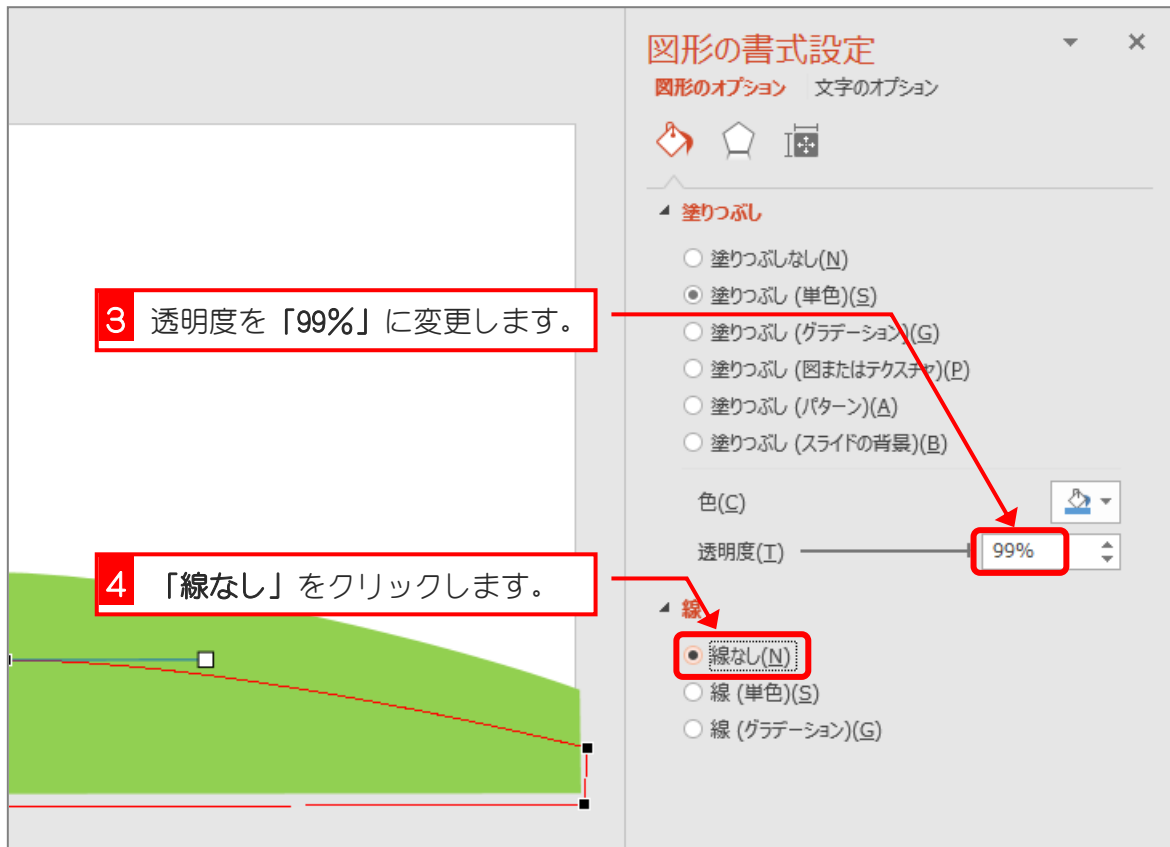 図形の書式設定
図形のオプション 文字のオプション
塗りつぶし
塗りつぶしなし(N)
塗りつぶし (単色)(S)
3 透明度を「99%」に変更します。
塗りつぶし (グラデーション)(G)
塗りつぶし (図またはテクスチャ)(P)
塗りつぶし (パターン)(A)
塗りつぶし (スライドの背景)(B)
色(C)
透明度(T) 99%
4 「線なし」をクリックします。
線
線なし(N)
線 (単色)(S)
線 (グラデーション)(G)